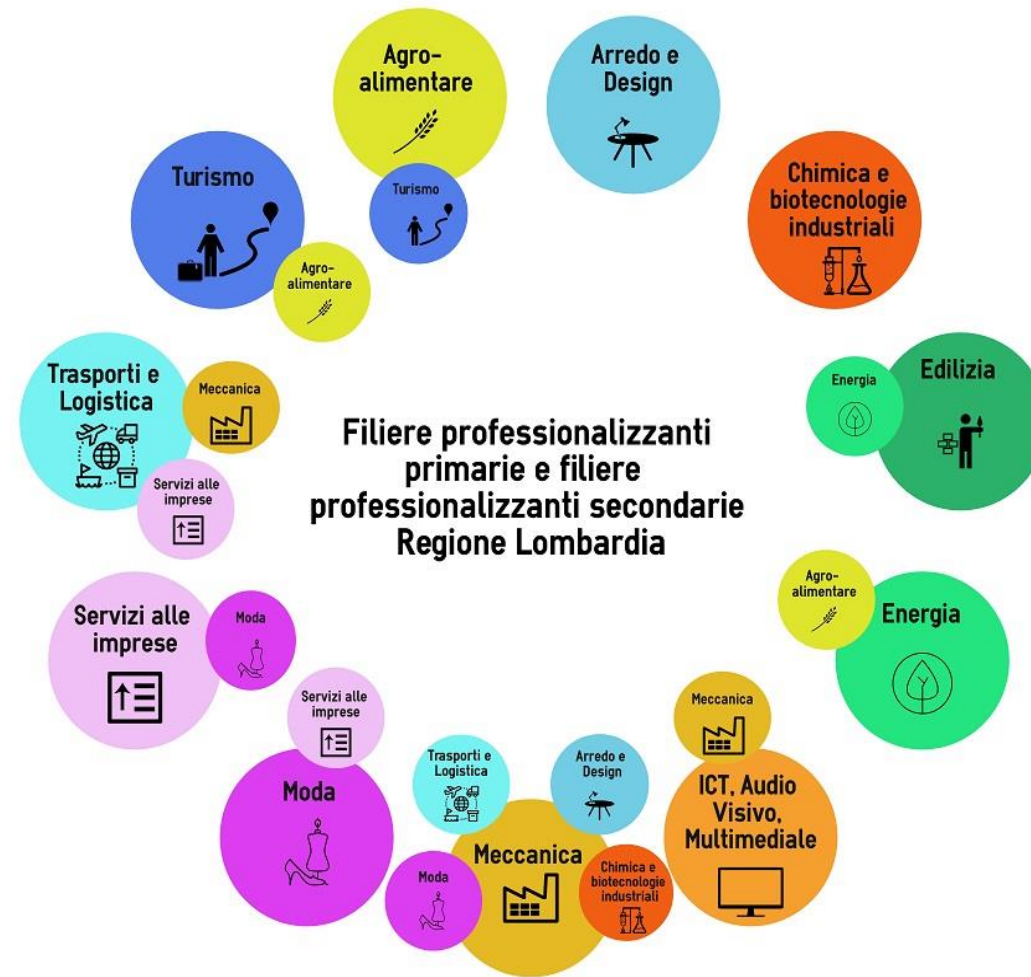 Agro-
alimentare
Turismo
Arredo e
Design
Chimica e
biotecnologie
industriali
Turismo
Agro-
alimentare
Trasporti e
Logistica
Meccanica
Servizi alle
imprese
Energia
Edilizia
Filiere professionalizzanti
primarie e filiere
professionalizzanti secondarie
Regione Lombardia
Servizi alle
imprese
Moda
Agro-
alimentare
Energia
Servizi alle
imprese
Moda
Trasporti e
Logistica
Arredo e
Design
Meccanica
Moda
Chimica e
biotecnologie
industriali
Meccanica
ICT, Audio
Visivo,
Multimediale